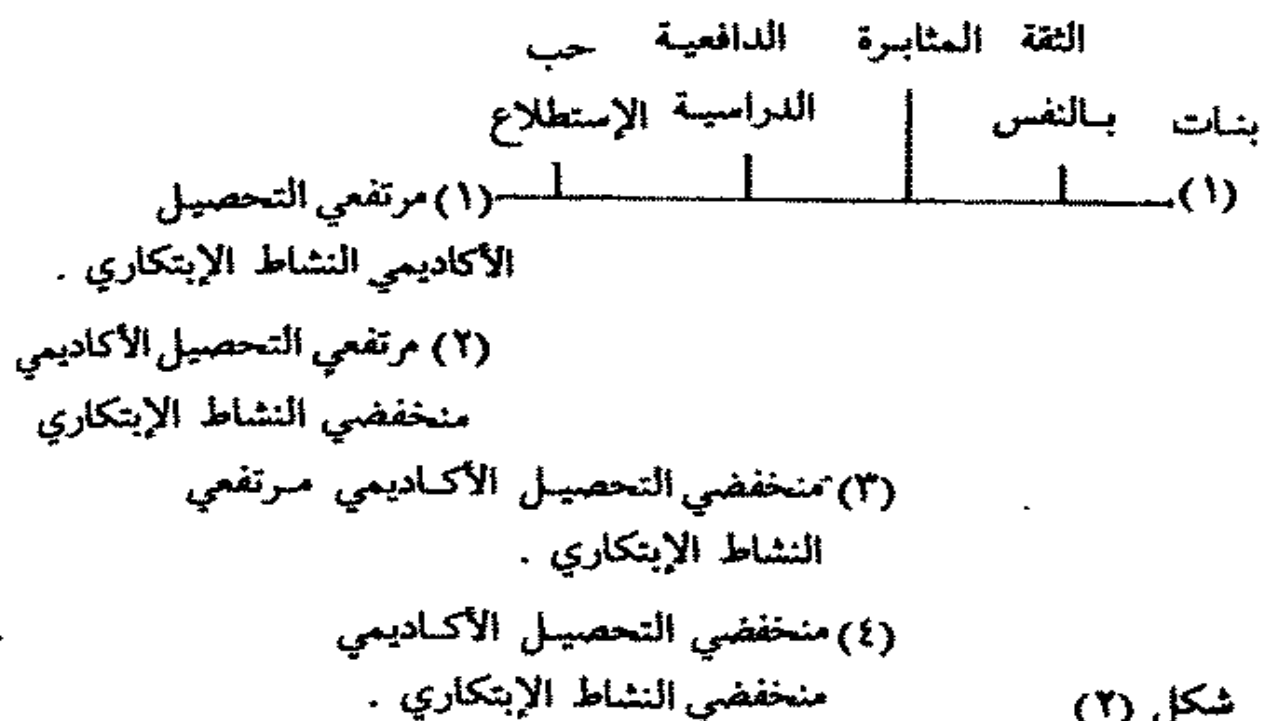 الثقة المثابرة الدافعية حب
بنات بالنفس الدراسية الإستطلاع
(١) (١) مرتفعي التحصيل
الأكاديمي النشاط الإبتكاري .
(٢) مرتفعي التحصيل الأكاديمي
منخفضي النشاط الإبتكاري
(٣) منخفضي التحصيل الأكاديمي مرتفعي
النشاط الإبتكاري .
(٤) منخفضي التحصيل الأكاديمي
منخفضي النشاط الإبتكاري .
شكل (٢)